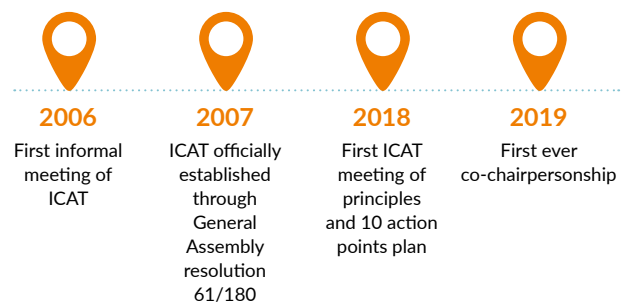 2006
First informal
meeting of
ICAT
2007
ICAT officially
established
through
General
Assembly
resolution
61/180
2018
First ICAT
meeting of
principles
and 10 action
points plan
2019
First ever
co-chairpersonship